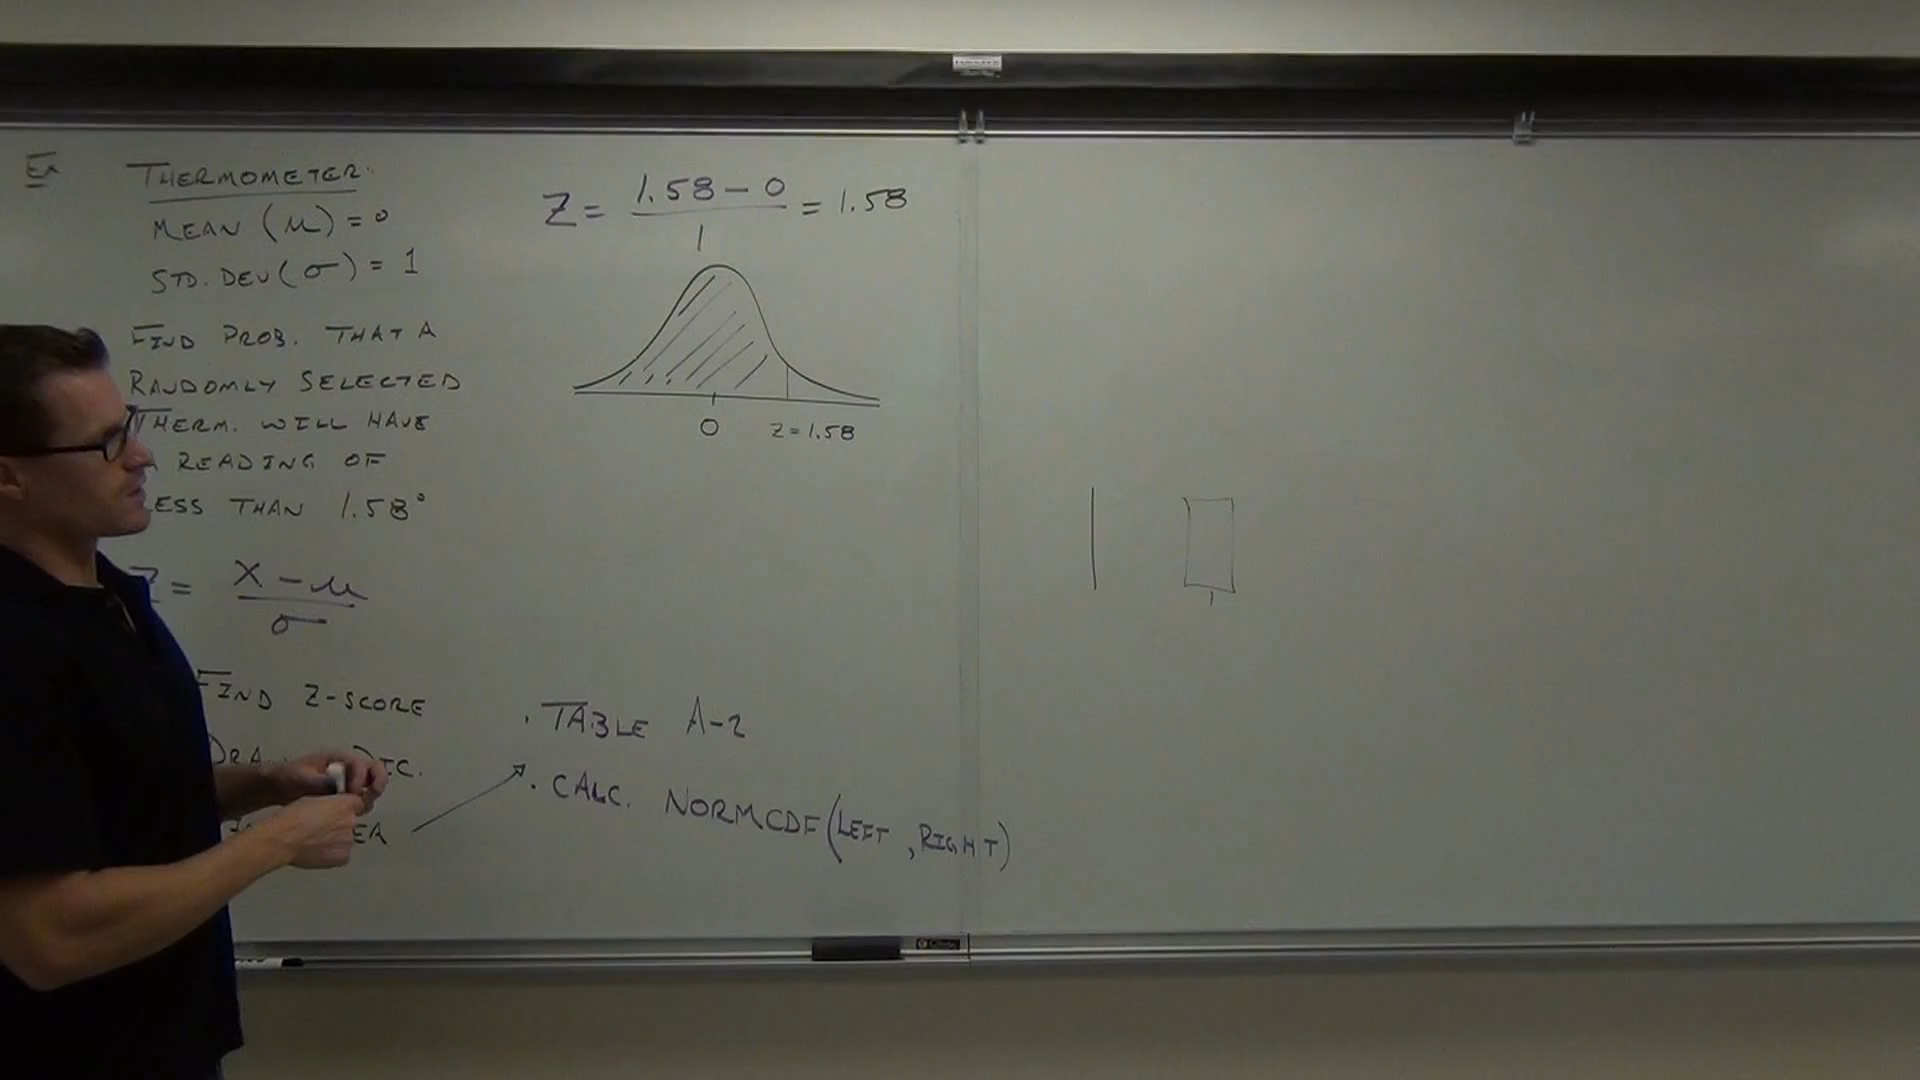 Ex
THERMOMETER:
MEAN (μ) = 0
STD. DEV (σ) = 1
FIND PROB. THAT A
RANDOMLY SELECTED
THERM. WILL HAVE
A READING OF
LESS THAN 1.58°
Z = X - μ / σ
FIND Z-SCORE
Z = 1.58 - 0 / 1 = 1.58
0 Z = 1.58
· TABLE A-2
· CALC. NORMCDF(LEFT, RIGHT)